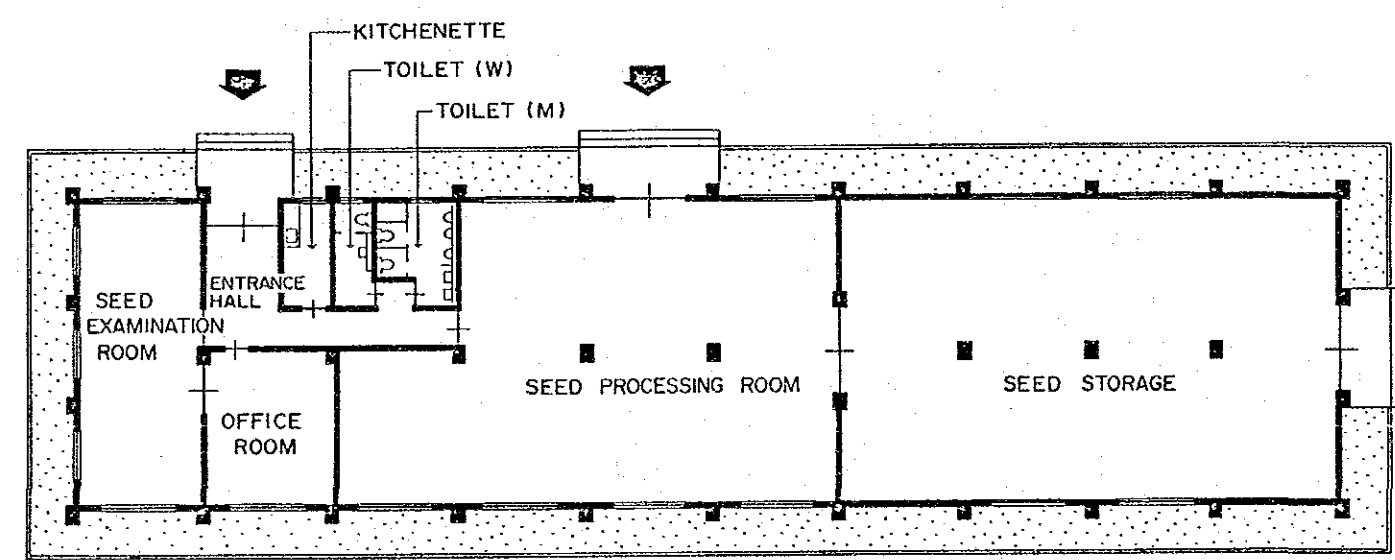 KITCHENETTE
TOILET (W)
TOILET (M)
ENTRANCE
HALL
SEED
EXAMINATION
ROOM
OFFICE
ROOM
SEED PROCESSING ROOM
SEED STORAGE